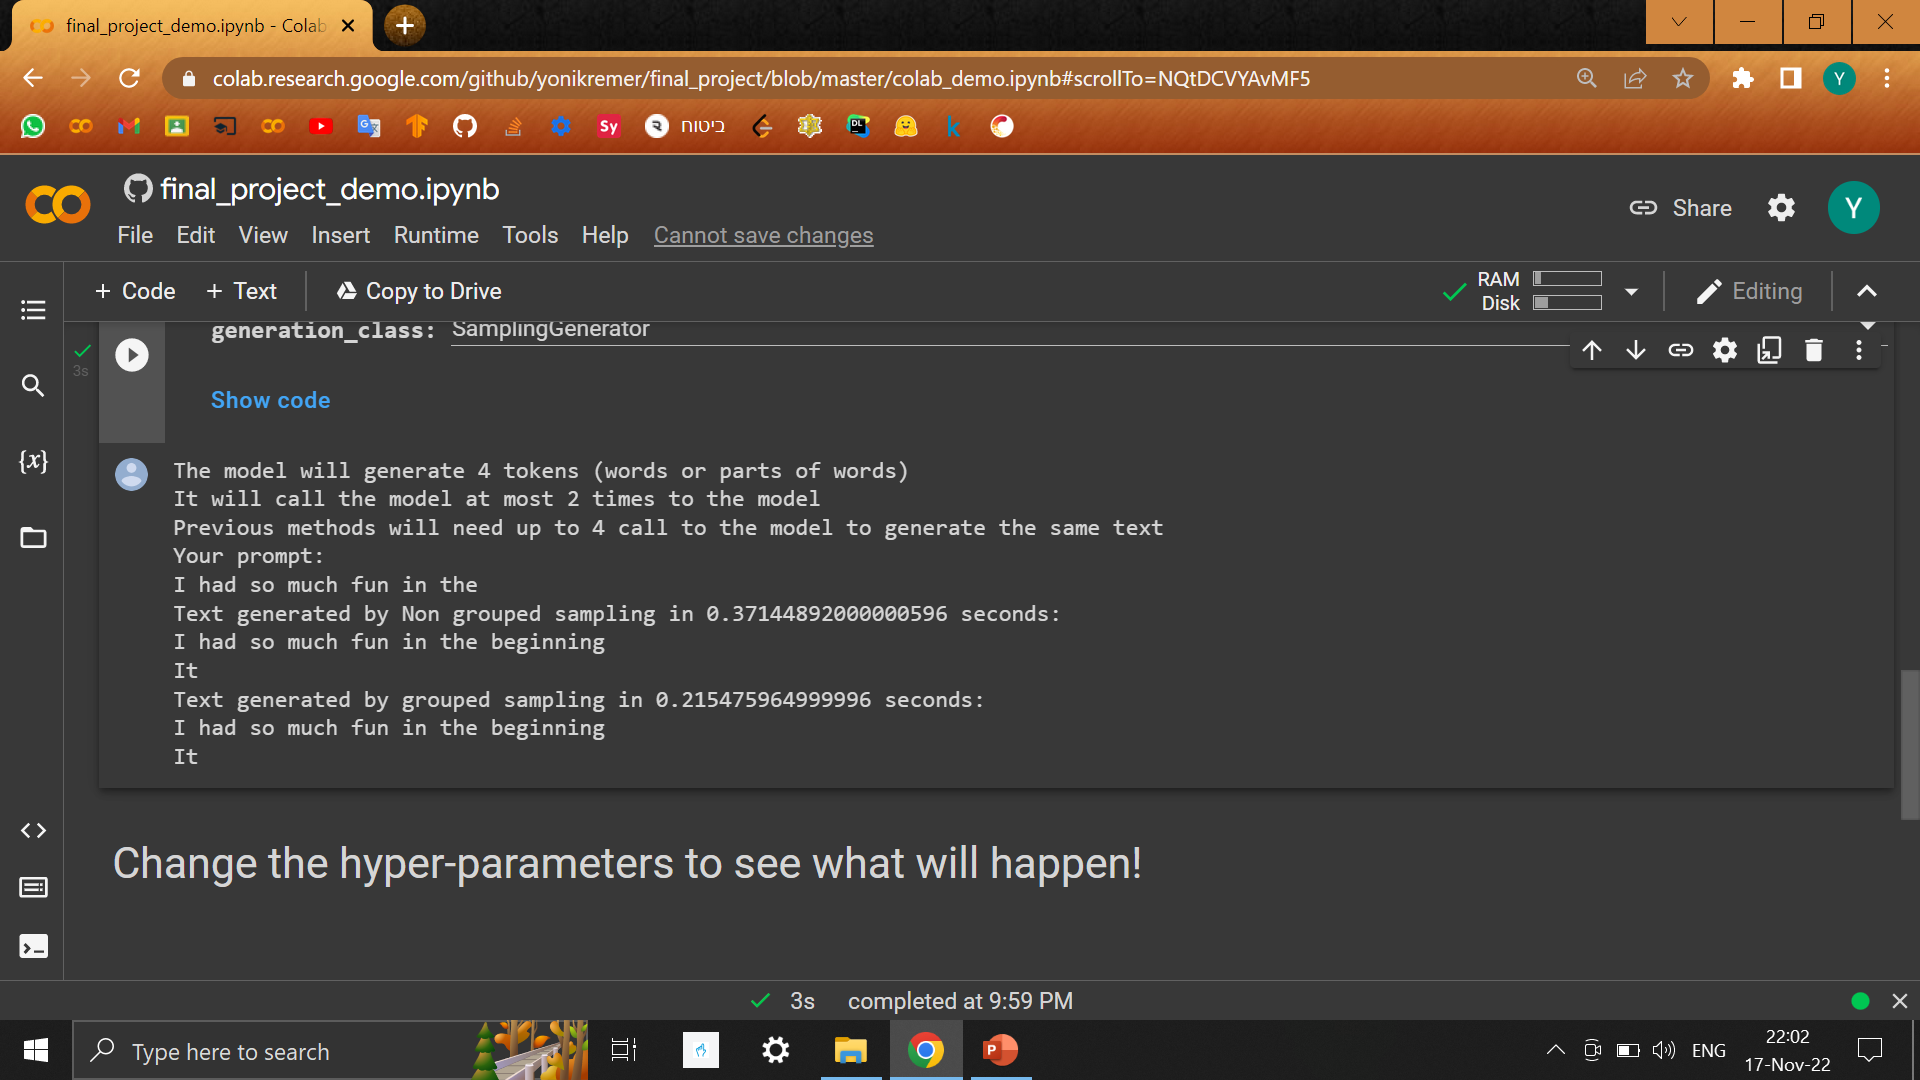 final_project_demo.ipynb - Colab
colab.research.google.com/github/yonikremer/final_project/blob/master/colab_demo.ipynb#scrollTo=NQtDCVYAvMF5
Y
Sy
ביטוח
DL
k
final_project_demo.ipynb
File Edit View Insert Runtime Tools Help Cannot save changes
Share
Y
+ Code + Text
Copy to Drive
RAM
Disk
Editing
generation_class: SamplingGenerator
3s
Show code
{x}
The model will generate 4 tokens (words or parts of words)
It will call the model at most 2 times to the model
Previous methods will need up to 4 call to the model to generate the same text
Your prompt:
I had so much fun in the
Text generated by Non grouped sampling in 0.37144892000000596 seconds:
I had so much fun in the beginning
It
Text generated by grouped sampling in 0.215475964999996 seconds:
I had so much fun in the beginning
It
Change the hyper-parameters to see what will happen!
3s completed at 9:59 PM
Type here to search
P
ENG
22:02
17-Nov-22